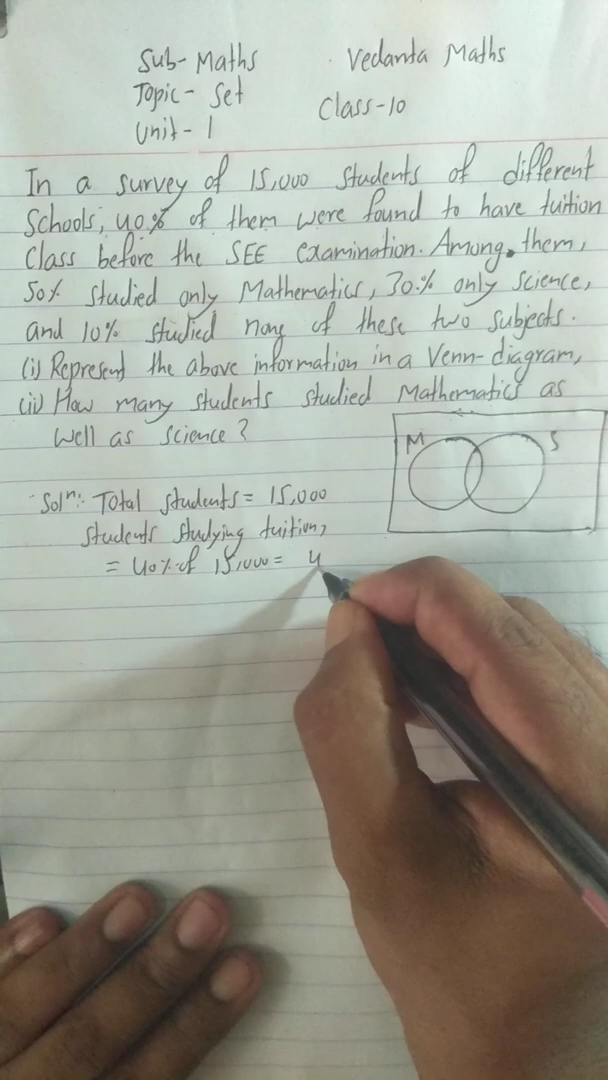 Sub- Maths
Vedanta Maths
Topic- Set
Class-10
Unit- 1
In a survey of 15,000 students of different
Schools, 40% of them were found to have tuition
Class before the SEE examination. Among them,
50% studied only Mathematics, 30% only science,
and 10% studied none of these two subjects.
(i) Represent the above information in a Venn-diagram,
(ii) How many students studied Mathematics as
well as science?
M S
Solⁿ: Total students = 15,000
students studying tuition,
= 40% of 15,000 = 4